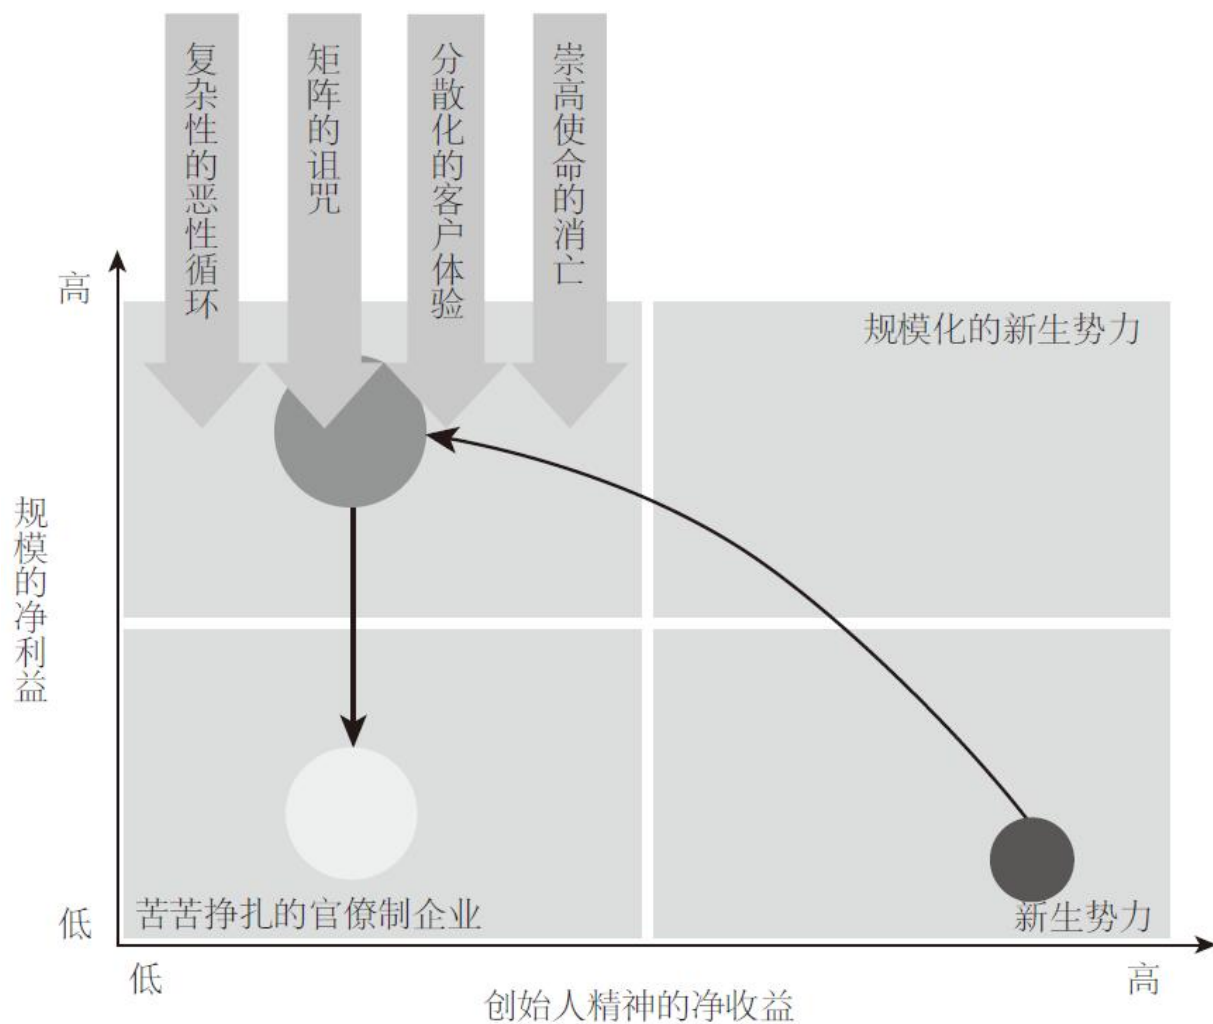 复杂性的恶性循环
矩阵的诅咒
分散化的客户体验
崇高使命的消亡
高
规模化的新生势力
规模的净利益
苦苦挣扎的官僚制企业
新生势力
低
低
高
创始人精神的净收益